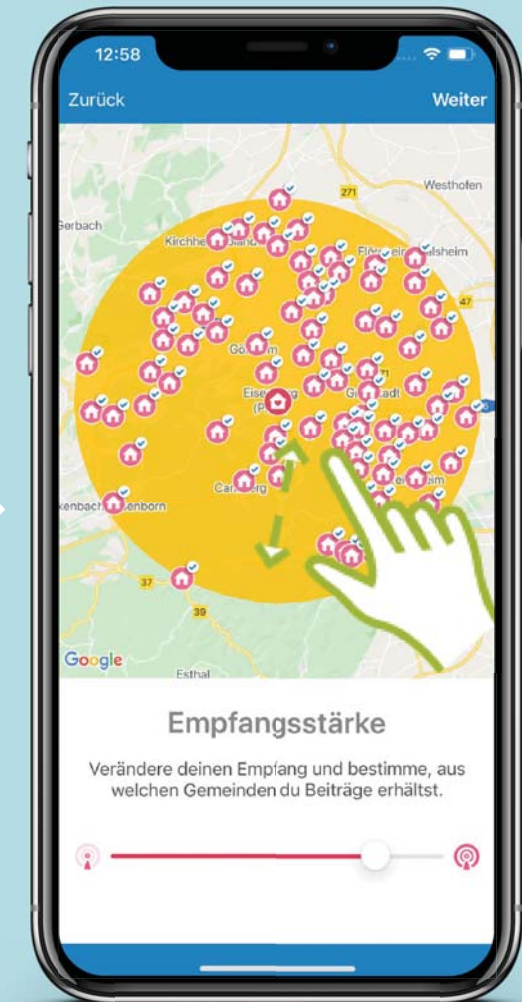 12:58
Zurück Weiter
Westhofen
271
47
Google
37
39
Esthal
Empfangsstärke
Verändere deinen Empfang und bestimme, aus
welchen Gemeinden du Beiträge erhältst.